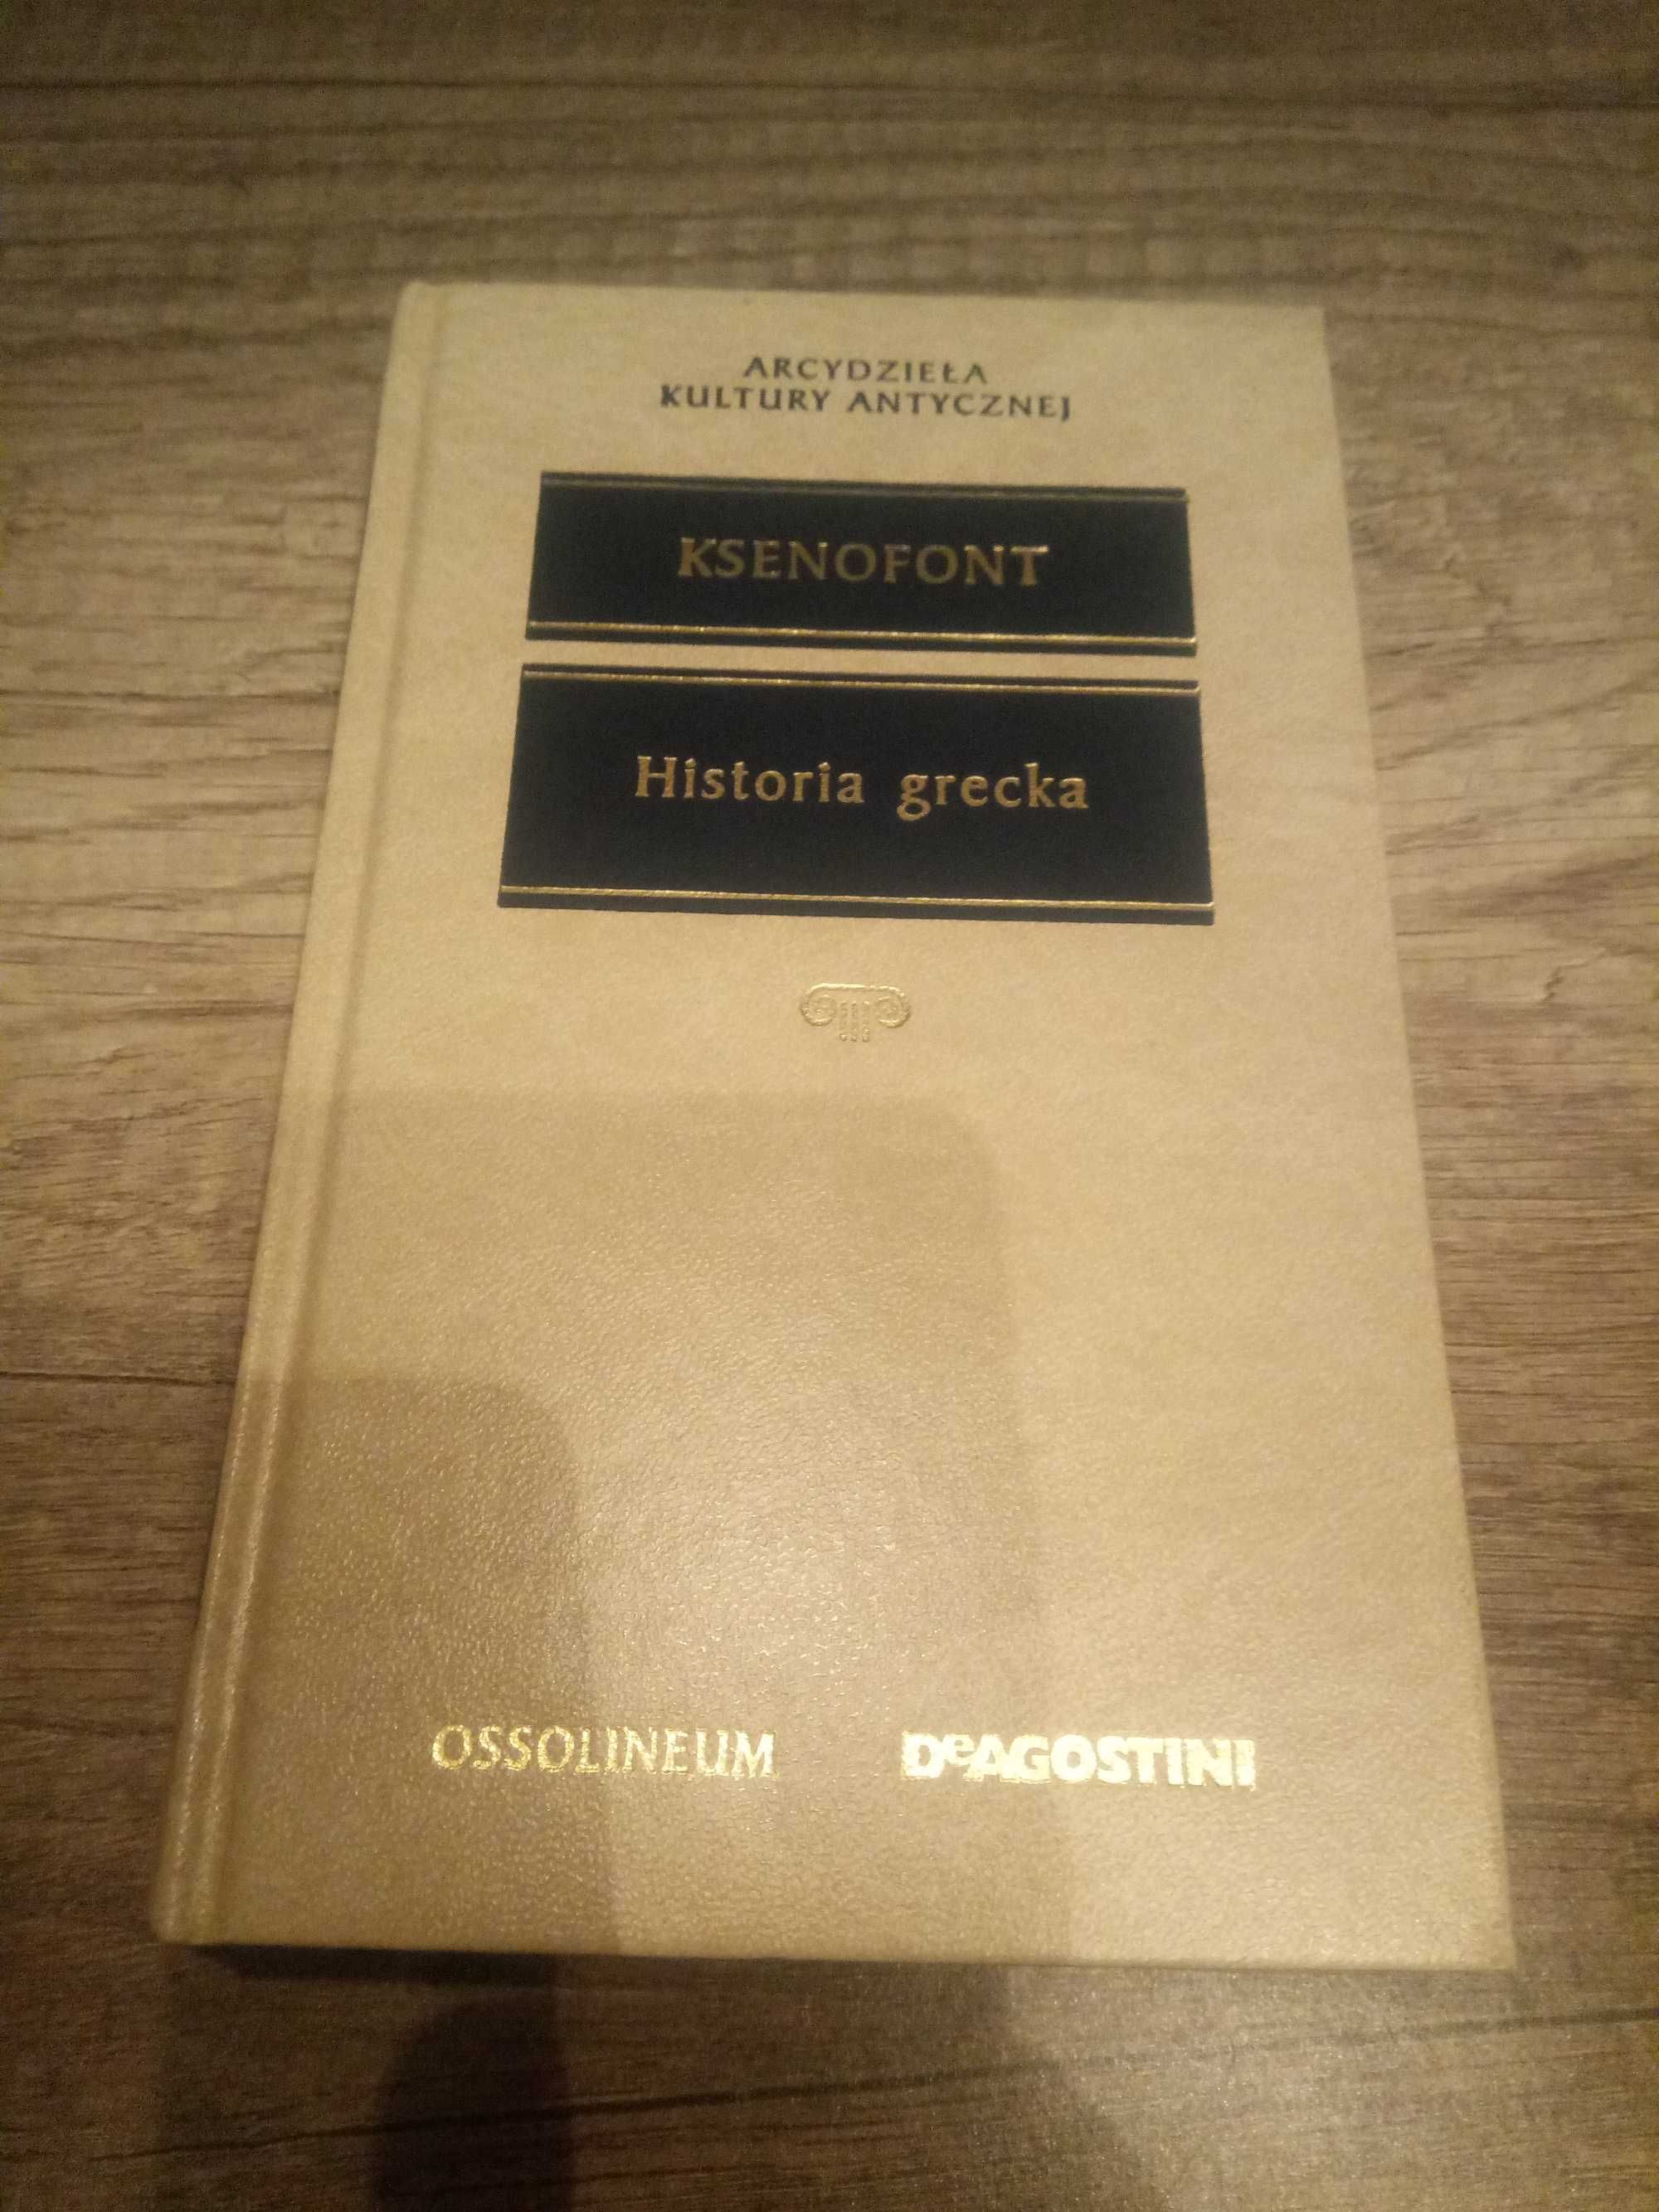 ARCYDZIEŁA
KULTURY ANTYCZNEJ
KSENOFONT
Historia grecka
OSSOLINEUM DeAGOSTINI